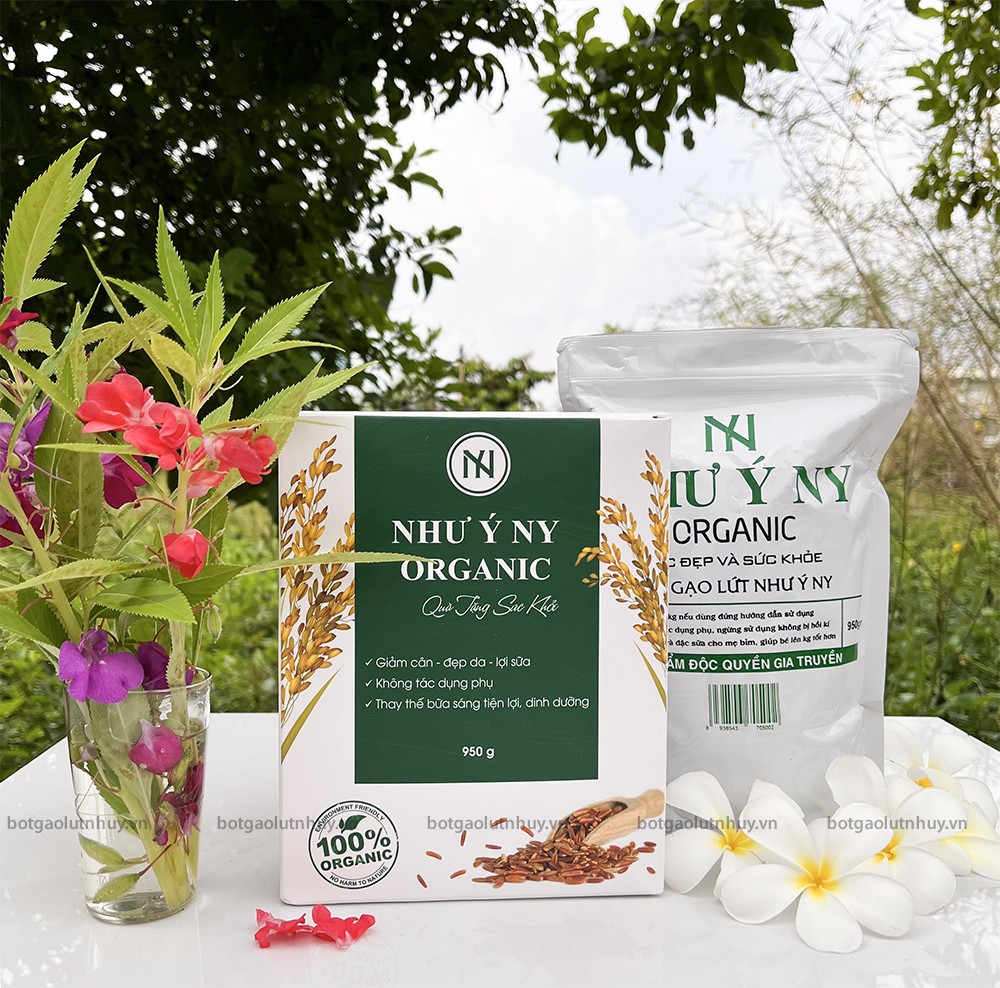 NY
NHƯ Ý NY
ORGANIC
Quà Tặng Sức Khỏe
✓ Giảm cân - đẹp da - lợi sữa
✓ Không tác dụng phụ
✓ Thay thế bữa sáng tiện lợi, dinh dưỡng
950 g
ENVIRONMENT FRIENDLY
100%
ORGANIC
NO HARM TO NATURE
NY
Ý NY
ORGANIC
ĐẸP VÀ SỨC KHỎE
GẠO LỨT NHƯ Ý NY
kg nếu dùng đúng hướng dẫn sử dụng
dụng phụ, ngừng sử dụng không bị hồi kí
đặc sữa cho mẹ bỉm, giúp bé lên kg tốt hơn
ĐỘC QUYỀN GIA TRUYỀN
8 938543 705002
botgaolutnhuy.vn botgaolutnhuy.vn botgaolutnhuy.vn botgaolutnhuy.vn botgaolutnhuy.vn